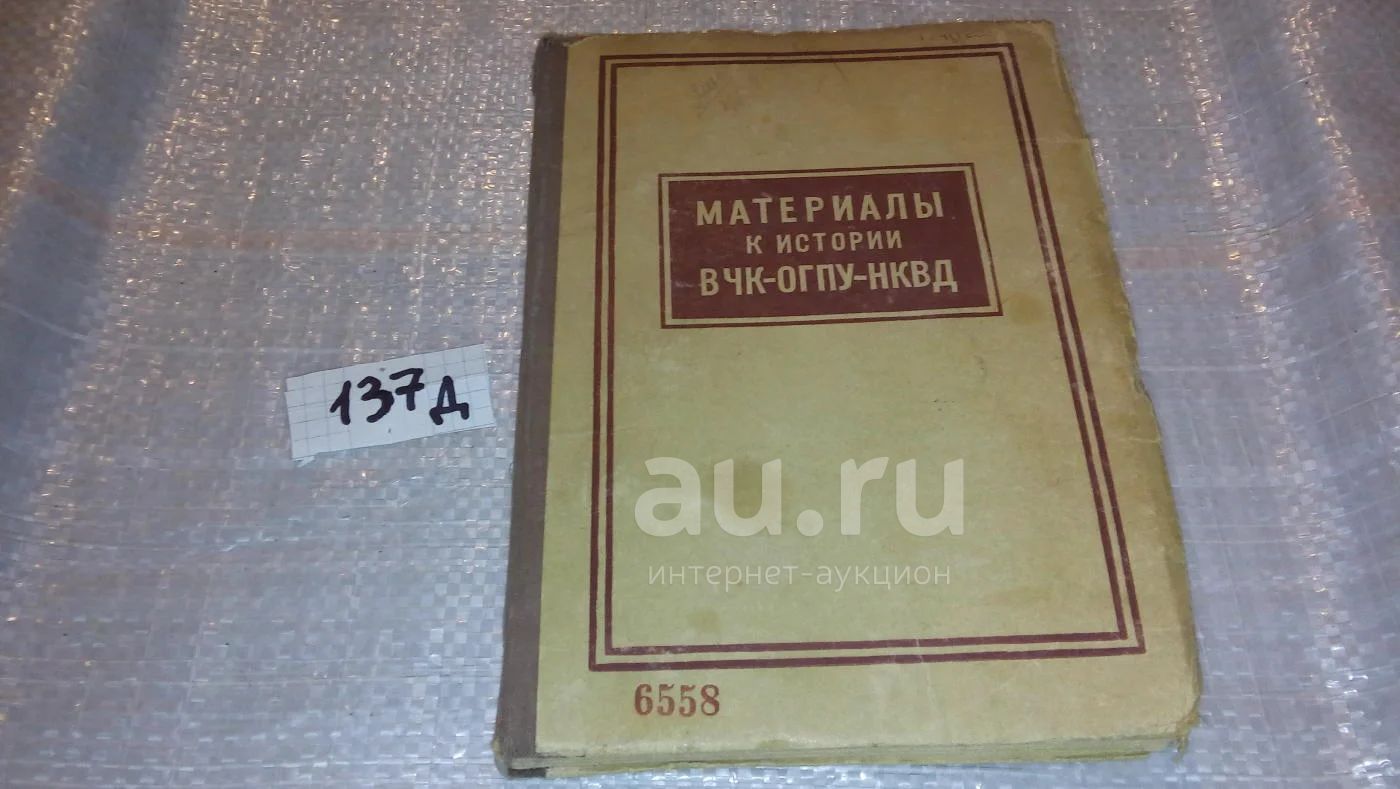 МАТЕРИАЛЫ
К ИСТОРИИ
ВЧК-ОГПУ-НКВД
137Д
au.ru
интернет-аукцион
6558